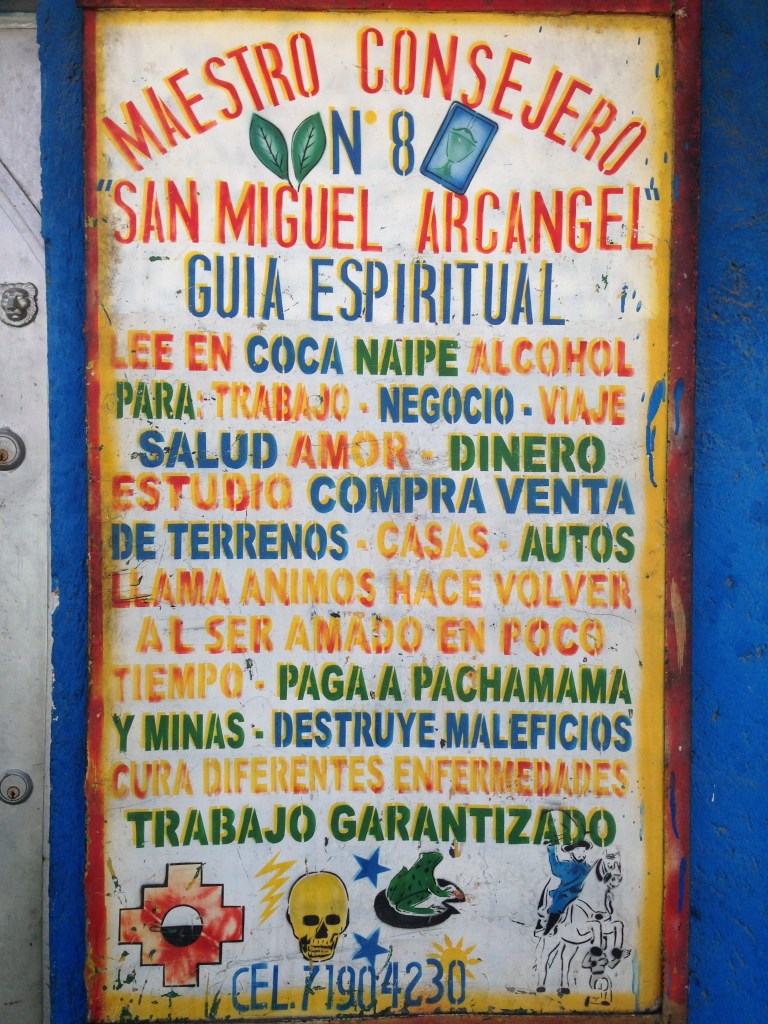 MAESTRO CONSEJERO
N° 8
"SAN MIGUEL ARCANGEL"
GUIA ESPIRITUAL
LEE EN COCA NAIPE ALCOHOL
PARA: TRABAJO - NEGOCIO - VIAJE
SALUD AMOR - DINERO
ESTUDIO COMPRA VENTA
DE TERRENOS - CASAS - AUTOS
LLAMA ANIMOS HACE VOLVER
AL SER AMADO EN POCO
TIEMPO - PAGA A PACHAMAMA
Y MINAS - DESTRUYE MALEFICIOS
CURA DIFERENTES ENFERMEDADES
TRABAJO GARANTIZADO
CEL. 71904230